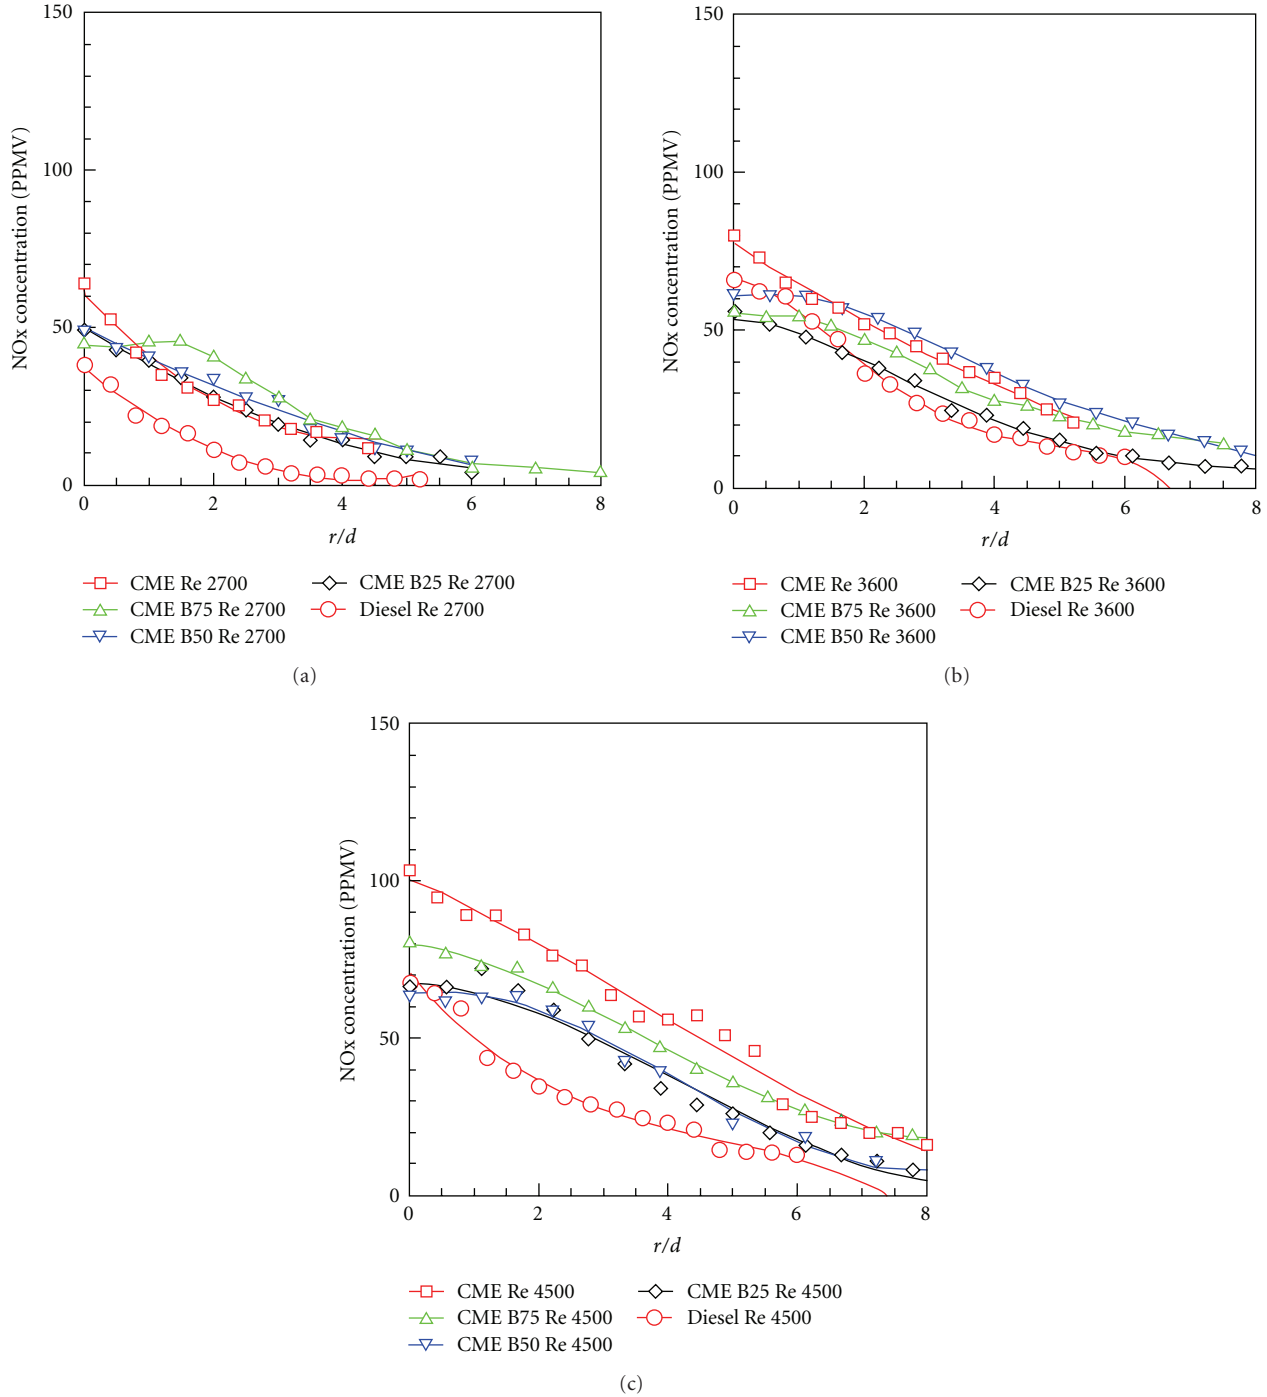 150
100
50
0
NOx concentration (PPMV)
0 2 4 6 8
r/d
CME Re 2700
CME B75 Re 2700
CME B50 Re 2700
CME B25 Re 2700
Diesel Re 2700
(a)
150
100
50
0
NOx concentration (PPMV)
0 2 4 6 8
r/d
CME Re 3600
CME B75 Re 3600
CME B50 Re 3600
CME B25 Re 3600
Diesel Re 3600
(b)
150
100
50
0
NOx concentration (PPMV)
0 2 4 6 8
r/d
CME Re 4500
CME B75 Re 4500
CME B50 Re 4500
CME B25 Re 4500
Diesel Re 4500
(c)